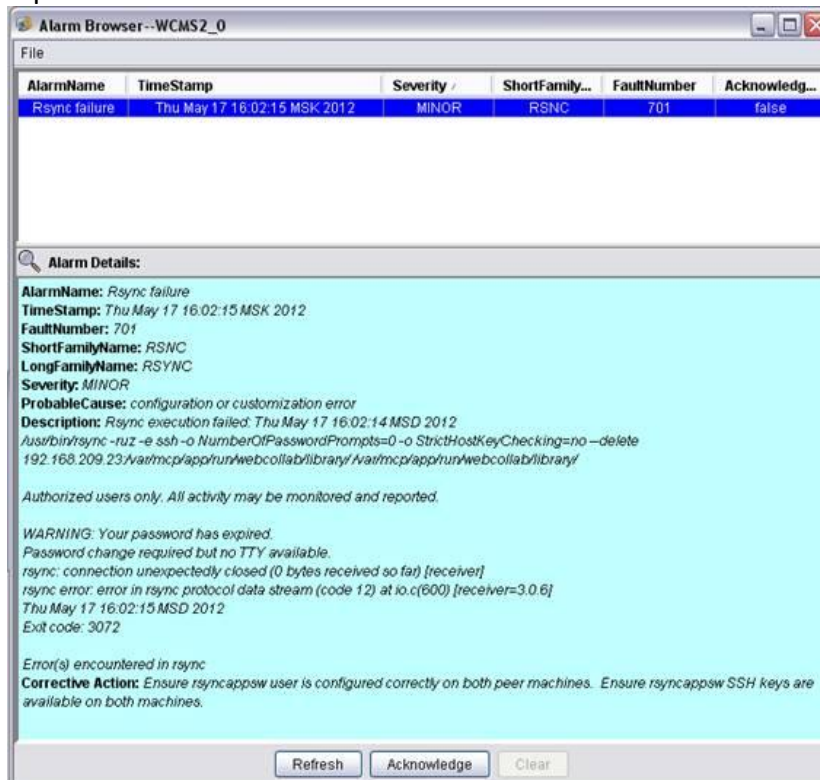 Alarm Browser--WCMS2_0
File
AlarmName TimeStamp Severity / ShortFamily... FaultNumber Acknowledg...
Rsync failure Thu May 17 16:02:15 MSK 2012 MINOR RSNC 701 false
Alarm Details:
AlarmName: Rsync failure
TimeStamp: Thu May 17 16:02:15 MSK 2012
FaultNumber: 701
ShortFamilyName: RSNC
LongFamilyName: RSYNC
Severity: MINOR
ProbableCause: configuration or customization error
Description: Rsync execution failed: Thu May 17 16:02:14 MSD 2012
/usr/bin/rsync -ruz -e ssh -o NumberOfPasswordPrompts=0 -o StrictHostKeyChecking=no --delete
192.168.209.23:/var/mcp/app/run/webcollab/library/ /var/mcp/app/run/webcollab/library/
Authorized users only. All activity may be monitored and reported.
WARNING: Your password has expired.
Password change required but no TTY available.
rsync: connection unexpectedly closed (0 bytes received so far) [receiver]
rsync error: error in rsync protocol data stream (code 12) at io.c(600) [receiver=3.0.6]
Thu May 17 16:02:15 MSD 2012
Exit code: 3072
Error(s) encountered in rsync
Corrective Action: Ensure rsyncappsw user is configured correctly on both peer machines. Ensure rsyncappsw SSH keys are
available on both machines.
Refresh Acknowledge Clear